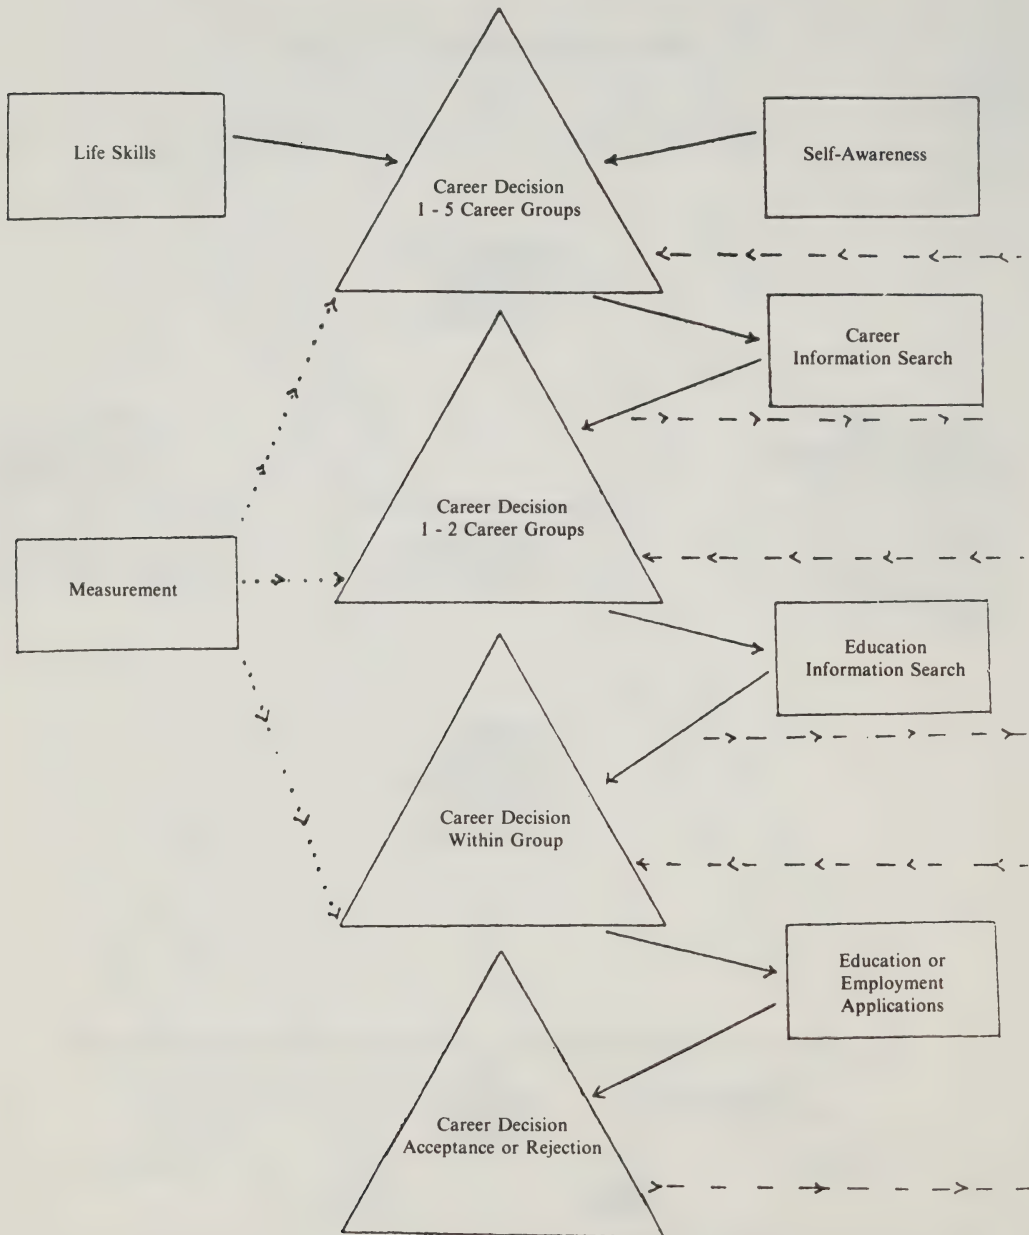 Life Skills
Self-Awareness
Career Decision
1 - 5 Career Groups
Career
Information Search
Career Decision
1 - 2 Career Groups
Measurement
Education
Information Search
Career Decision
Within Group
Education or
Employment
Applications
Career Decision
Acceptance or Rejection